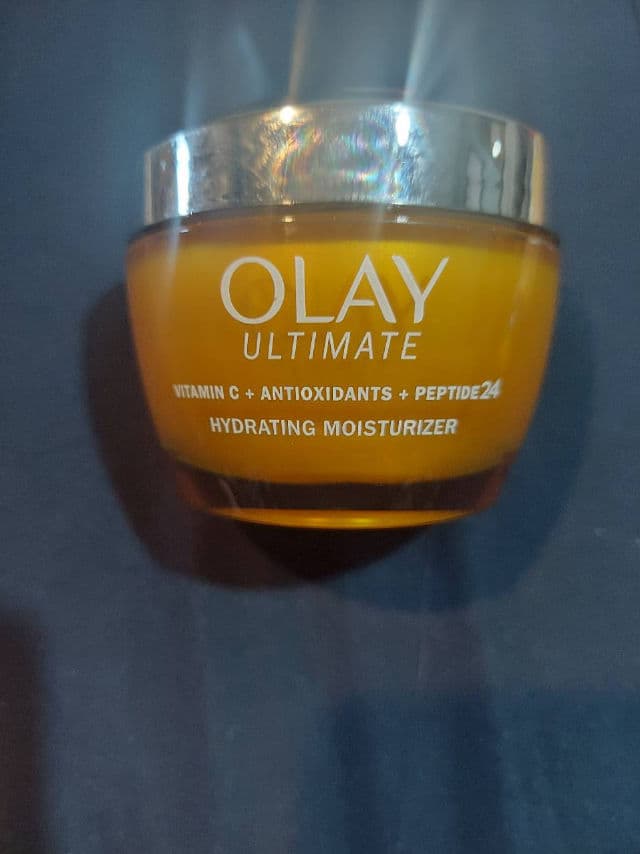 OLAY
ULTIMATE
VITAMIN C + ANTIOXIDANTS + PEPTIDE24
HYDRATING MOISTURIZER